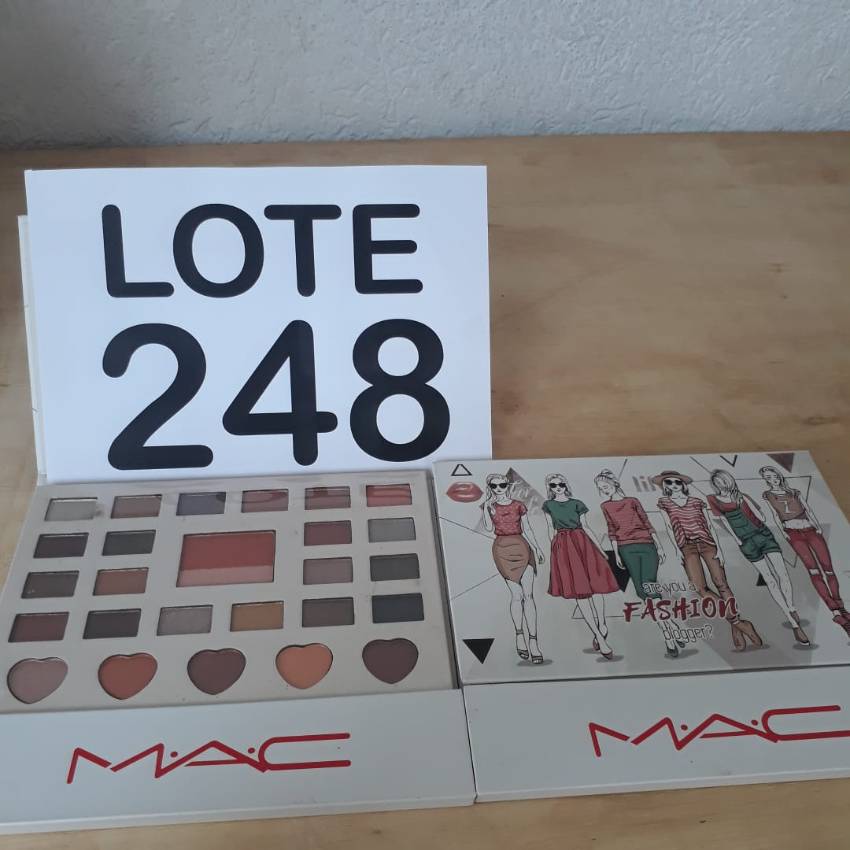 LOTE
248
are you a
FASHION
blogger?
M·A·C
M·A·C